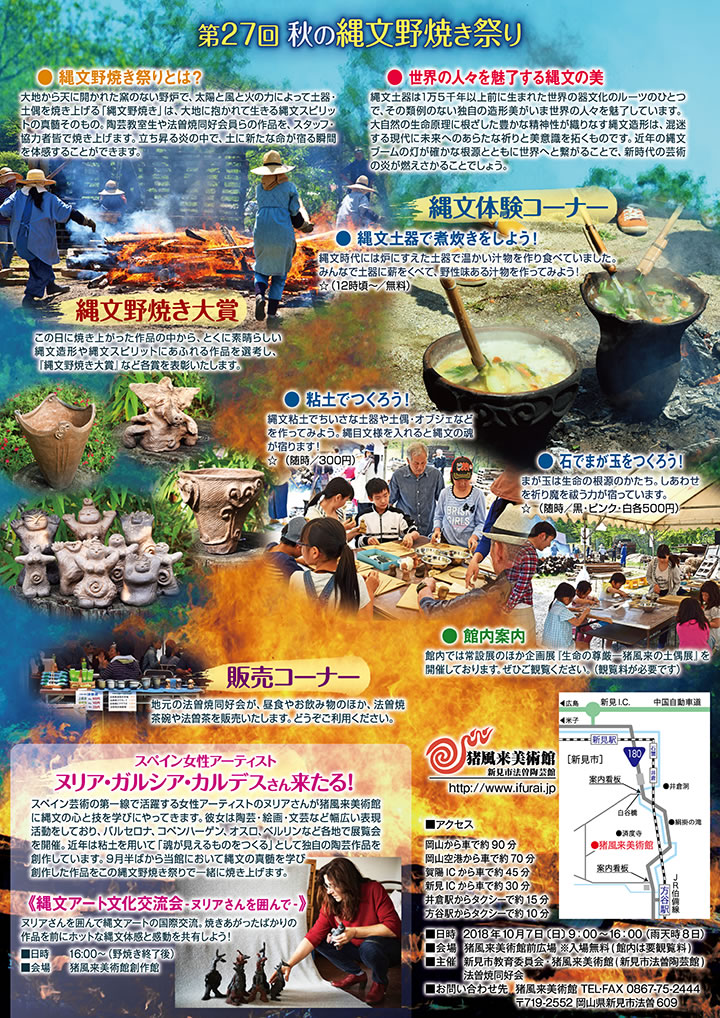 第27回 秋の縄文野焼き祭り
● 縄文野焼き祭りとは？
大地から天に開かれた窯のない野炉で、太陽と風と火の力によって土器・
土偶を焼き上げる「縄文野焼き」は、大地に抱かれて生きる縄文スピリッ
トの真髄そのもの。陶芸教室生や法曽焼同好会員らの作品を、スタッフ・
協力者皆で焼き上げます。立ち昇る炎の中で、土に新たな命が宿る瞬間
を体感することができます。
● 世界の人々を魅了する縄文の美
縄文土器は1万5千年以上前に生まれた世界の器文化のルーツのひとつ
で、その類例のない独自の造形美がいま世界の人々を魅了しています。
大自然の生命原理に根ざした豊かな精神性が織りなす縄文造形は、混迷
する現代に未来へのあらたな祈りと美意識を拓くものです。近年の縄文
ブームの灯が確かな根源とともに世界へと繋がることで、新時代の芸術
の炎が燃えさかることでしょう。
縄文体験コーナー
● 縄文土器で煮炊きをしよう！
縄文時代には炉にすえた土器で温かい汁物を作り食べていました。
みんなで土器に薪をくべて、野性味ある汁物を作ってみよう！
☆（12時頃〜／無料）
縄文野焼き大賞
この日に焼き上がった作品の中から、とくに素晴らしい
縄文造形や縄文スピリットにあふれる作品を選考し、
「縄文野焼き大賞」など各賞を表彰いたします。
● 粘土でつくろう！
縄文粘土でちいさな土器や土偶・オブジェなど
を作ってみよう。縄目文様を入れると縄文の魂
が宿ります！
☆（随時／300円）
● 石でまが玉をつくろう！
まが玉は生命の根源のかたち。しあわせ
を祈り魔を祓う力が宿っています。
☆（随時／黒・ピンク・白各500円）
● 館内案内
館内では常設展のほか企画展「生命の尊厳ー猪風来の土偶展」を
開催しております。ぜひご観覧ください。（観覧料が必要です）
販売コーナー
地元の法曽焼同好会が、昼食やお飲み物のほか、法曽焼
茶碗や法曽茶を販売いたします。どうぞご利用ください。
スペイン女性アーティスト
ヌリア・ガルシア・カルデスさん来たる！
スペイン芸術の第一線で活躍する女性アーティストのヌリアさんが猪風来美術館
に縄文の心と技を学びにやってきます。彼女は陶芸・絵画・文芸など幅広い表現
活動をしており、バルセロナ、コペンハーゲン、オスロ、ベルリンなど各地で展覧会
を開催。近年は粘土を用いて「魂が見えるものをつくる」として独自の陶芸作品を
創作しています。9月半ばから当館において縄文の真髄を学び
創作した作品をこの縄文野焼き祭りで一緒に焼き上げます。
《縄文アート文化交流会-ヌリアさんを囲んで-》
ヌリアさんを囲んで縄文アートの国際交流。焼きあがったばかりの
作品を前にホットな縄文体感と感動を共有しよう！
■日時　16:00〜（野焼き終了後）
■会場　猪風来美術館創作館
猪風来美術館
新見市法曽陶芸館
http://www.ifurai.jp/
■アクセス
岡山から車で約90分
岡山空港から車で約70分
賀陽ICから車で約45分
新見ICから車で約30分
井倉駅からタクシーで約15分
方谷駅からタクシーで約10分
◀広島
新見I.C.
中国自動車道
◀米子
新見駅
180
石蟹
井倉
［新見市］
案内看板
●井倉洞
白谷橋
●絹掛の滝
●済度寺
●猪風来美術館
案内看板
方谷駅
JR伯備線
■日時　2018年10月7日（日）9：00〜16：00（雨天時8日）
■会場　猪風来美術館前広場 ※入場無料（館内は要観覧料）
■主催　新見市教育委員会・猪風来美術館（新見市法曽陶芸館）
法曽焼同好会
■お問い合わせ先　猪風来美術館 TEL・FAX 0867-75-2444
〒719-2552 岡山県新見市法曽609